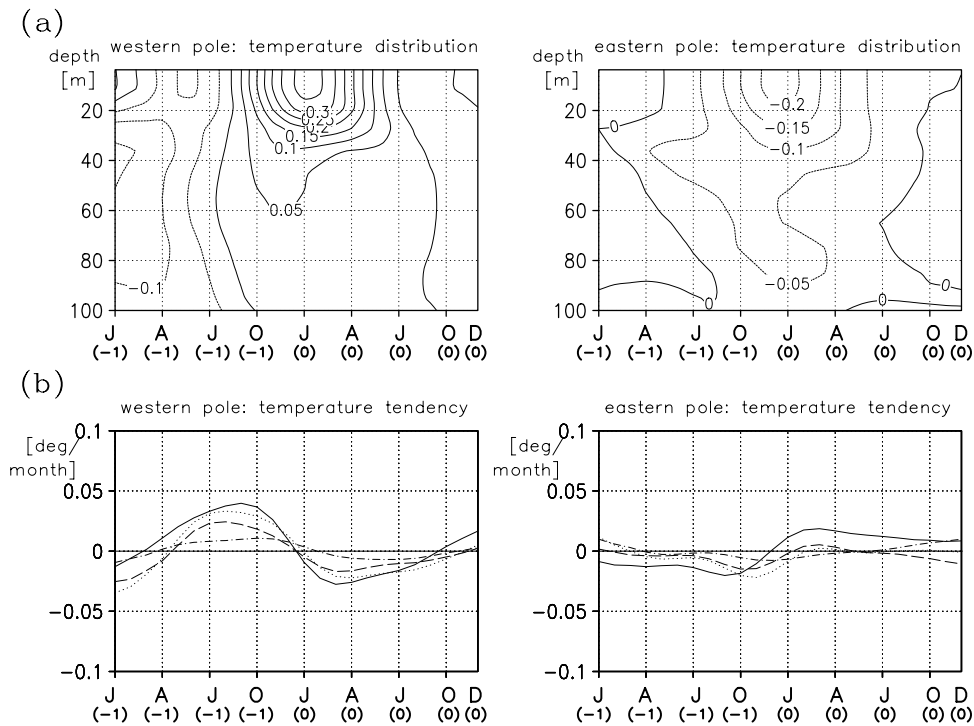 (a)
western pole: temperature distribution
eastern pole: temperature distribution
depth
[m]
depth
[m]
20
40
60
80
100
20
40
60
80
100
0.3
0.2
0.15
0.1
0.05
−0.1
−0.2
−0.15
−0.1
−0.05
0
0
0
0
J A J O J A J O D
(-1) (-1) (-1) (-1) (0) (0) (0) (0) (0)
J A J O J A J O D
(-1) (-1) (-1) (-1) (0) (0) (0) (0) (0)
(b)
western pole: temperature tendency
eastern pole: temperature tendency
[deg/
month]
[deg/
month]
0.1
0.05
0
−0.05
−0.1
0.1
0.05
0
−0.05
−0.1
J A J O J A J O D
(-1) (-1) (-1) (-1) (0) (0) (0) (0) (0)
J A J O J A J O D
(-1) (-1) (-1) (-1) (0) (0) (0) (0) (0)